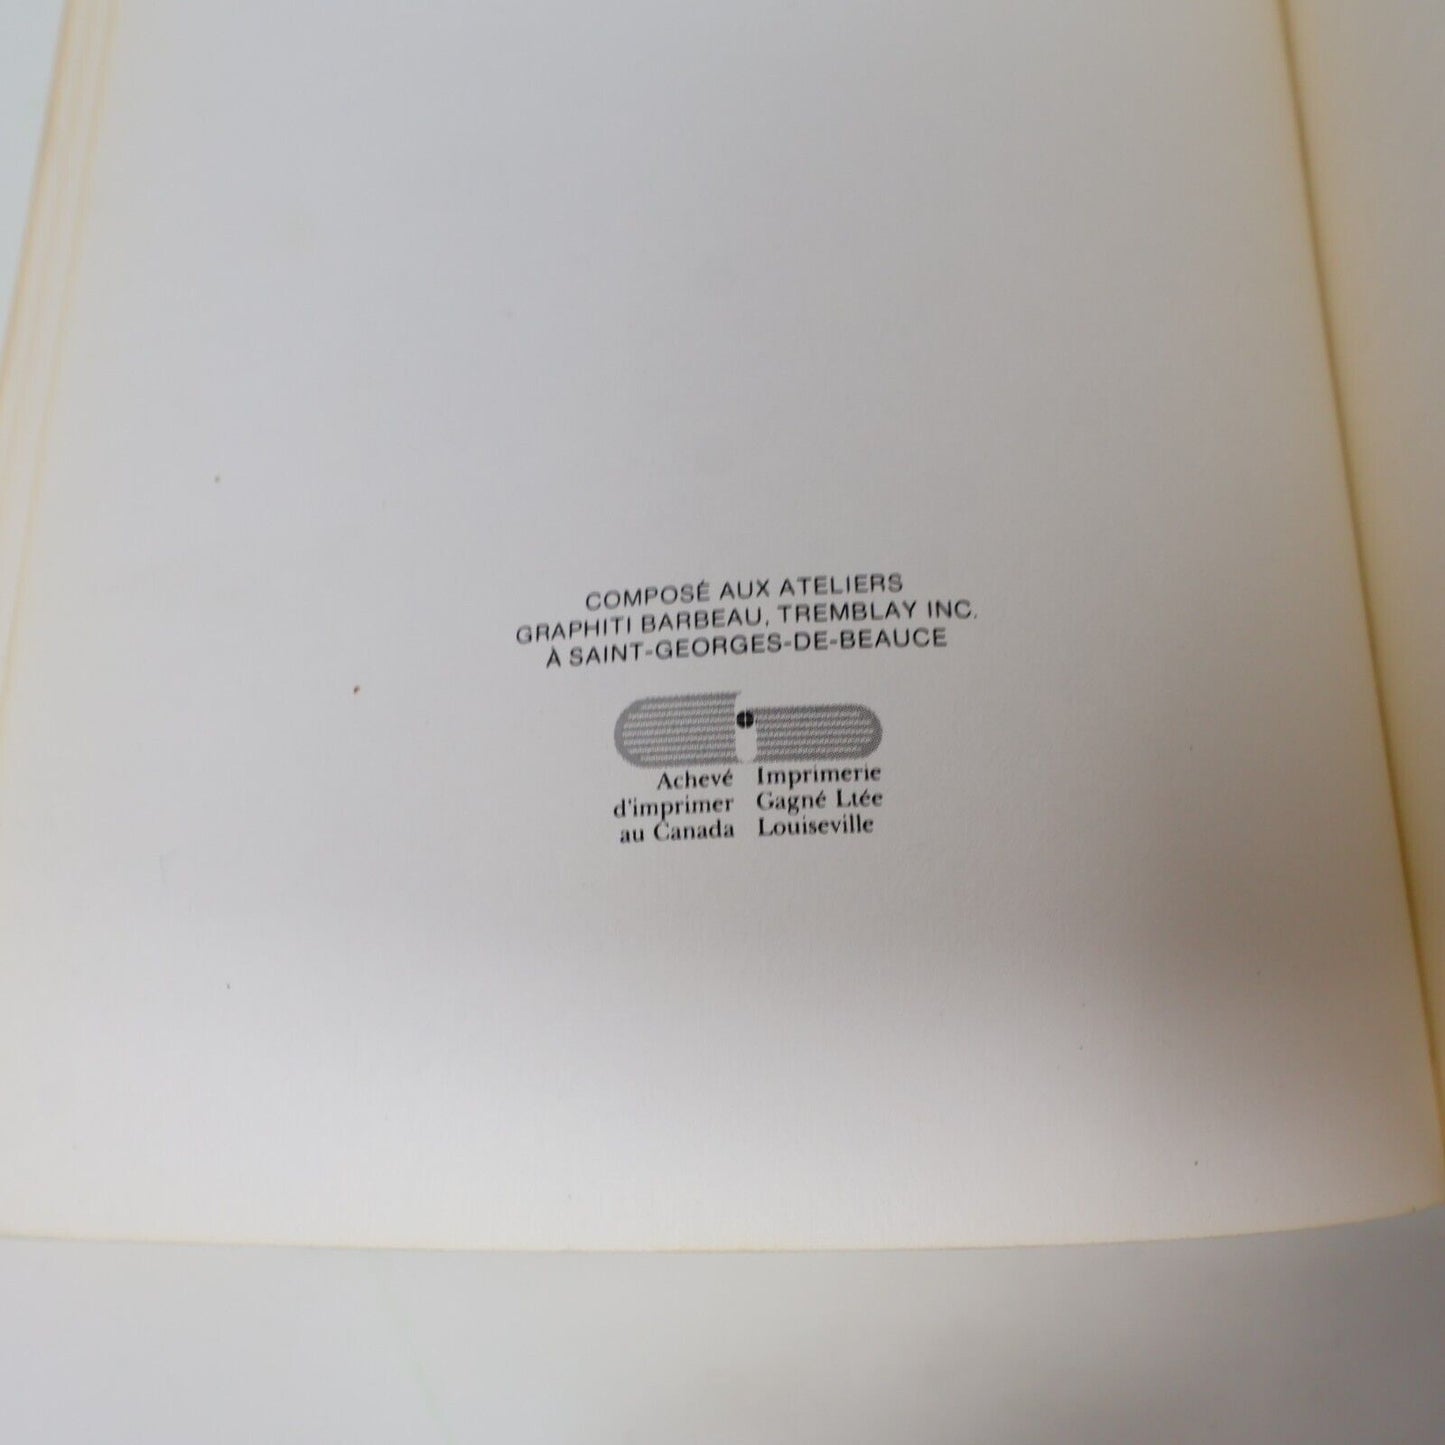 COMPOSÉ AUX ATELIERS
GRAPHITI BARBEAU, TREMBLAY INC.
À SAINT-GEORGES-DE-BEAUCE
Achevé
d'imprimer
au Canada
Imprimerie
Gagné Ltée
Louiseville